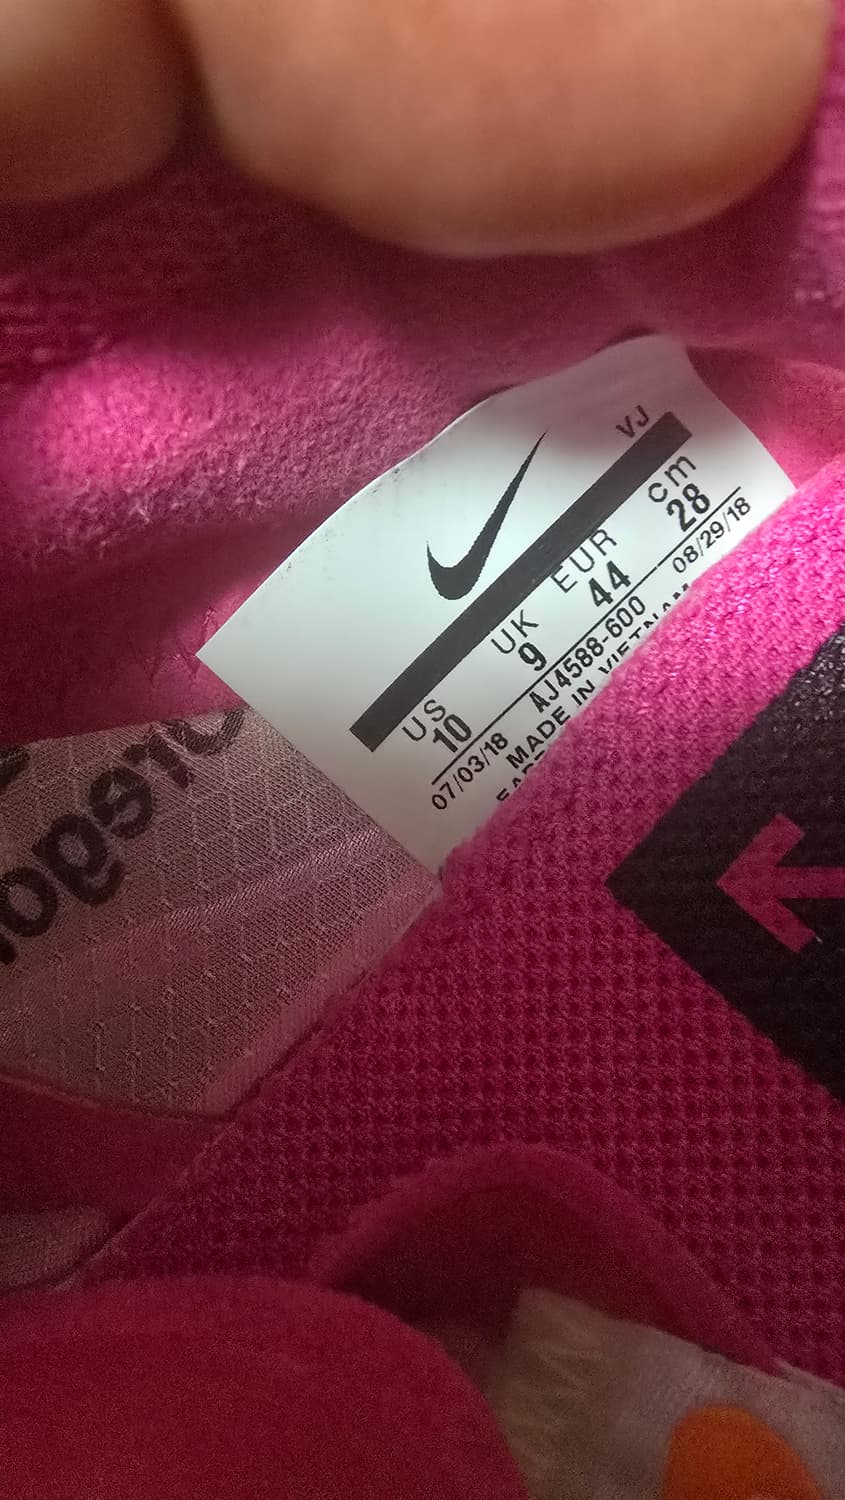 VJ
US UK EUR cm
10 9 44 28
07/03/18 AJ4588-600 08/29/18
MADE IN VIETNAM